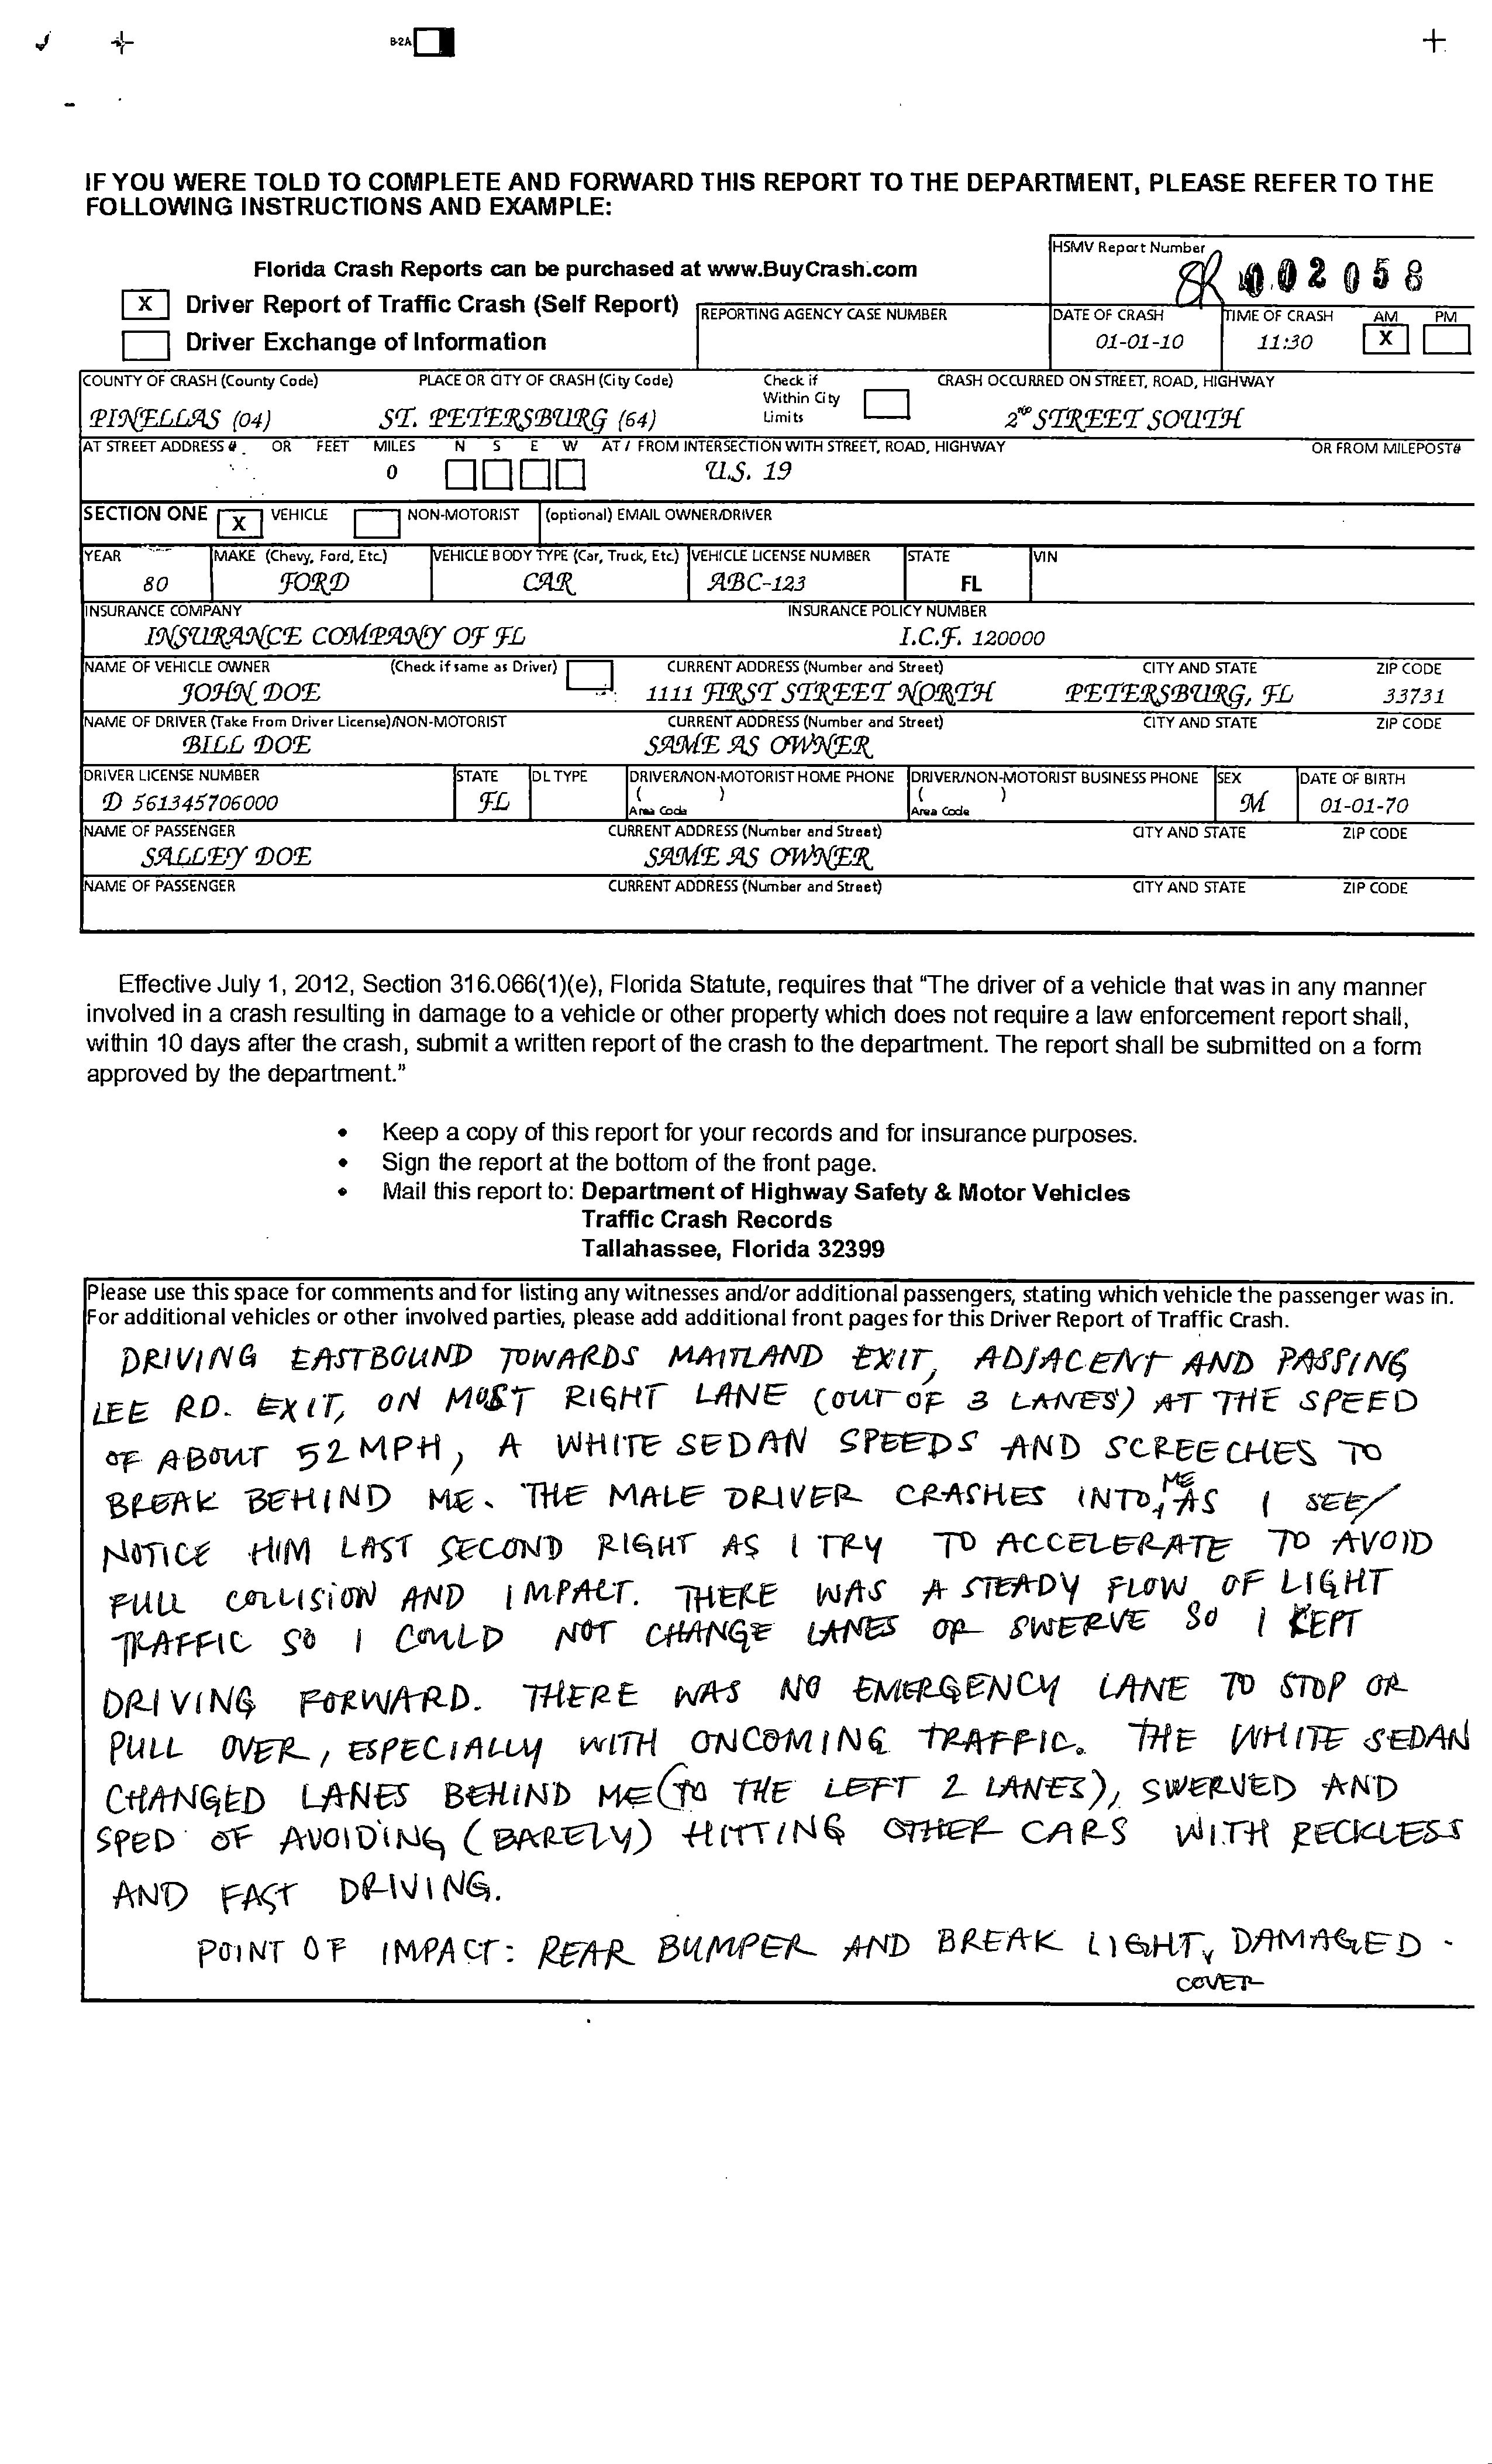 B-2A
IF YOU WERE TOLD TO COMPLETE AND FORWARD THIS REPORT TO THE DEPARTMENT, PLEASE REFER TO THE
FOLLOWING INSTRUCTIONS AND EXAMPLE:
HSMV Report Number
002058
Florida Crash Reports can be purchased at www.BuyCrash.com
X Driver Report of Traffic Crash (Self Report)
Driver Exchange of Information
REPORTING AGENCY CASE NUMBER
DATE OF CRASH TIME OF CRASH AM PM
01-01-10 11:30 X
COUNTY OF CRASH (County Code) PLACE OR CITY OF CRASH (City Code) Check if Within City Limits CRASH OCCURRED ON STREET, ROAD, HIGHWAY
PINELLAS (04) ST. PETERSBURG (64) 2ND STREET SOUTH
AT STREET ADDRESS # OR FEET MILES N S E W AT / FROM INTERSECTION WITH STREET, ROAD, HIGHWAY OR FROM MILEPOST#
0 U.S. 19
SECTION ONE X VEHICLE NON-MOTORIST (optional) EMAIL OWNER/DRIVER
YEAR MAKE (Chevy, Ford, Etc.) VEHICLE BODY TYPE (Car, Truck, Etc.) VEHICLE LICENSE NUMBER STATE VIN
80 FORD CAR ABC-123 FL
INSURANCE COMPANY INSURANCE POLICY NUMBER
INSURANCE COMPANY OF FL I.C.F. 120000
NAME OF VEHICLE OWNER (Check if same as Driver) CURRENT ADDRESS (Number and Street) CITY AND STATE ZIP CODE
JOHN DOE 1111 FIRST STREET NORTH PETERSBURG, FL 33731
NAME OF DRIVER (Take From Driver License)/NON-MOTORIST CURRENT ADDRESS (Number and Street) CITY AND STATE ZIP CODE
BILL DOE SAME AS OWNER
DRIVER LICENSE NUMBER STATE DL TYPE DRIVER/NON-MOTORIST HOME PHONE DRIVER/NON-MOTORIST BUSINESS PHONE SEX DATE OF BIRTH
D 561345706000 FL ( ) ( ) M 01-01-70
Area Code Area Code
NAME OF PASSENGER CURRENT ADDRESS (Number and Street) CITY AND STATE ZIP CODE
SALLEY DOE SAME AS OWNER
NAME OF PASSENGER CURRENT ADDRESS (Number and Street) CITY AND STATE ZIP CODE
Effective July 1, 2012, Section 316.066(1)(e), Florida Statute, requires that "The driver of a vehicle that was in any manner
involved in a crash resulting in damage to a vehicle or other property which does not require a law enforcement report shall,
within 10 days after the crash, submit a written report of the crash to the department. The report shall be submitted on a form
approved by the department."
• Keep a copy of this report for your records and for insurance purposes.
• Sign the report at the bottom of the front page.
• Mail this report to: Department of Highway Safety & Motor Vehicles
Traffic Crash Records
Tallahassee, Florida 32399
Please use this space for comments and for listing any witnesses and/or additional passengers, stating which vehicle the passenger was in.
For additional vehicles or other involved parties, please add additional front pages for this Driver Report of Traffic Crash.
DRIVING EASTBOUND TOWARDS MAITLAND EXIT, ADJACENT AND PASSING
LEE RD. EXIT, ON MOST RIGHT LANE (OUT OF 3 LANES) AT THE SPEED
OF ABOUT 52 MPH, A WHITE SEDAN SPEEDS AND SCREECHES TO
BREAK BEHIND ME. THE MALE DRIVER CRASHES INTO ME, AS I SEE/
NOTICE HIM LAST SECOND RIGHT AS I TRY TO ACCELERATE TO AVOID
FULL COLLISION AND IMPACT. THERE WAS A STEADY FLOW OF LIGHT
TRAFFIC SO I COULD NOT CHANGE LANES OR SWERVE SO I KEPT
DRIVING FORWARD. THERE WAS NO EMERGENCY LANE TO STOP OR
PULL OVER, ESPECIALLY WITH ONCOMING TRAFFIC. THE WHITE SEDAN
CHANGED LANES BEHIND ME (TO THE LEFT 2 LANES), SWERVED AND
SPED OF AVOIDING (BARELY) HITTING OTHER CARS WITH RECKLESS
AND FAST DRIVING.
POINT OF IMPACT: REAR BUMPER AND BREAK LIGHT COVER DAMAGED.